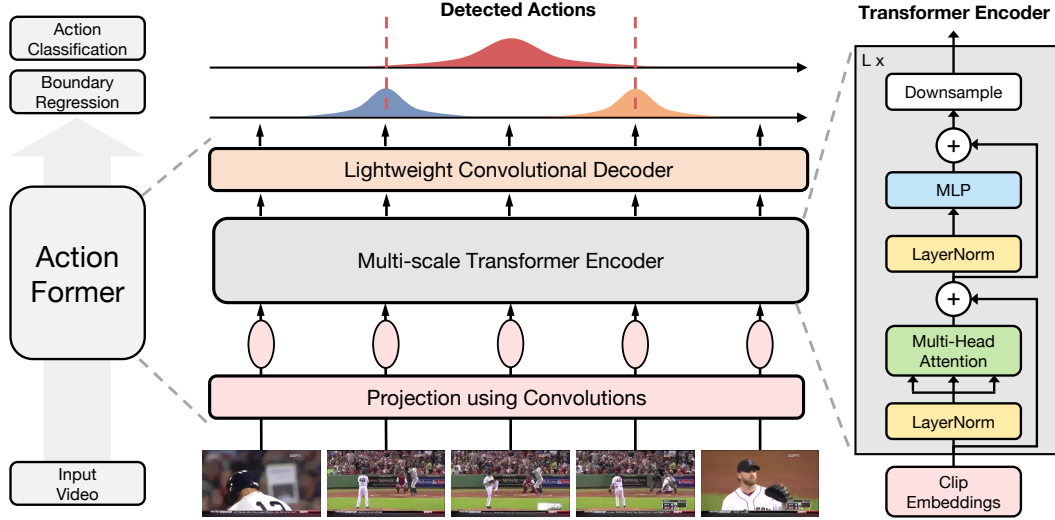 Action
Classification
Boundary
Regression
Action
Former
Input
Video
Detected Actions
Lightweight Convolutional Decoder
Multi-scale Transformer Encoder
Projection using Convolutions
Transformer Encoder
L x
Downsample
+
MLP
LayerNorm
+
Multi-Head
Attention
LayerNorm
Clip
Embeddings